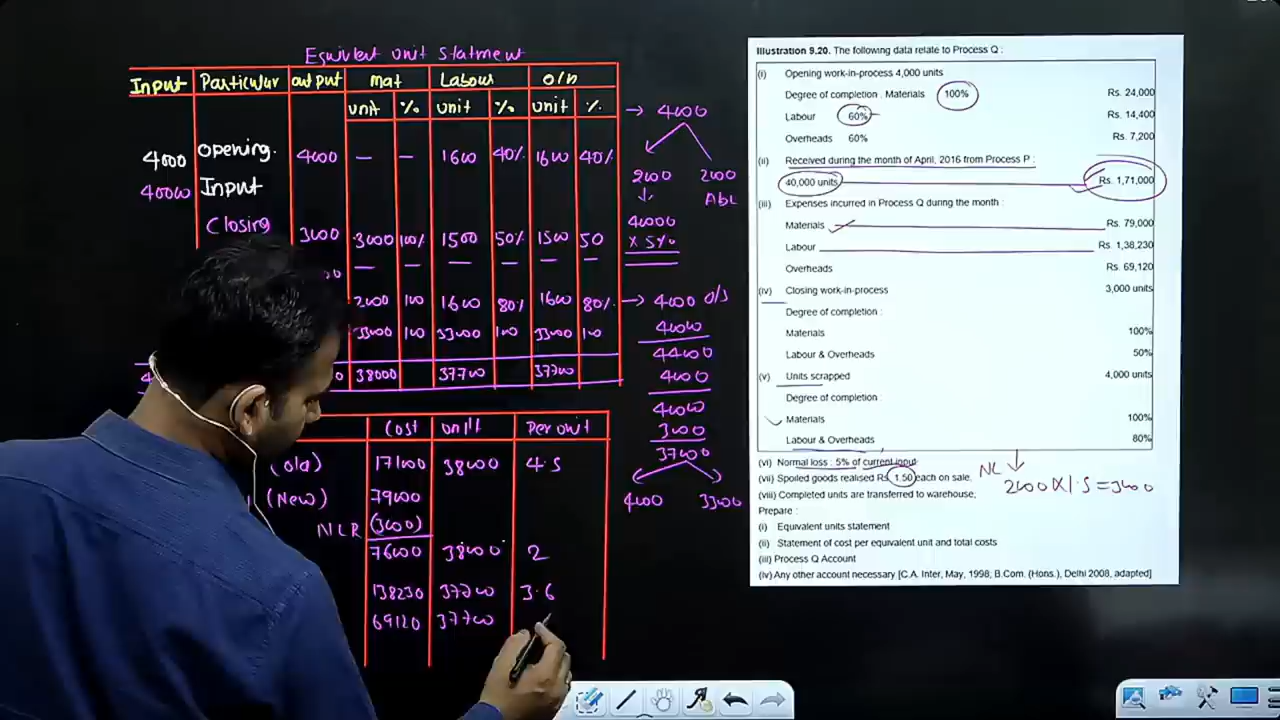 Equivlent unit Statment
Input Particular output mat Labour O/H
unit % unit % unit %
4000 Opening. 4000 — — 1600 40% 1600 40%
40000 Input
Closing 3000 3000 100% 1500 50% 1500 50
— — — — — —
2000 100 1600 80% 1600 80%
33000 100 33000 100 33000 100
38000 37700 37700
→ 4000
2000 2000
Abl
40000
× 5%
→ 4000 o/s
40000
44000
4000
40000
3000
37000
4000 33000
Cost unit Per unit
(old) 171000 38000 4.5
(New) 79000
NLR (3000)
76000 38000 2
138230 37700 3.6
69120 37700
Illustration 9.20. The following data relate to Process Q :
(i) Opening work-in-process 4,000 units
Degree of completion : Materials 100% Rs. 24,000
Labour 60% Rs. 14,400
Overheads 60% Rs. 7,200
(ii) Received during the month of April, 2016 from Process P :
40,000 units Rs. 1,71,000
(iii) Expenses incurred in Process Q during the month :
Materials Rs. 79,000
Labour Rs. 1,38,230
Overheads Rs. 69,120
(iv) Closing work-in-process 3,000 units
Degree of completion :
Materials 100%
Labour & Overheads 50%
(v) Units scrapped 4,000 units
Degree of completion :
Materials 100%
Labour & Overheads 80%
(vi) Normal loss : 5% of current input
(vii) Spoiled goods realised Rs. 1.50 each on sale.
NL
2000 X 1.5 = 3000
(viii) Completed units are transferred to warehouse;
Prepare :
(i) Equivalent units statement
(ii) Statement of cost per equivalent unit and total costs
(iii) Process Q Account
(iv) Any other account necessary [C.A. Inter, May, 1998; B.Com. (Hons.), Delhi 2008, adapted]